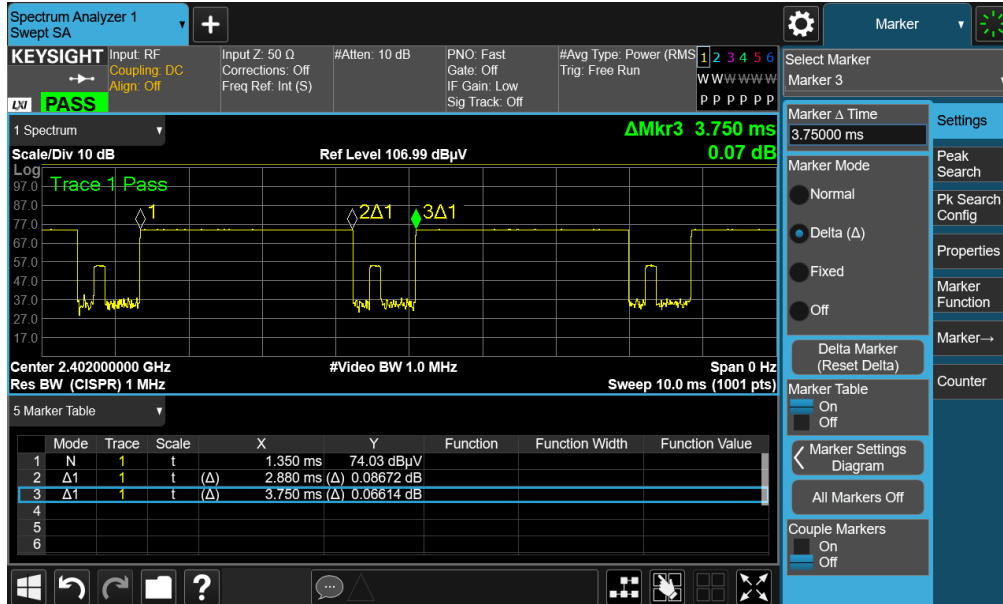 Spectrum Analyzer 1
Swept SA
+
Marker
KEYSIGHT
LXI
PASS
Input: RF
Coupling: DC
Align: Off
Input Z: 50 Ω
Corrections: Off
Freq Ref: Int (S)
#Atten: 10 dB
PNO: Fast
Gate: Off
IF Gain: Low
Sig Track: Off
#Avg Type: Power (RMS
Trig: Free Run
1 2 3 4 5 6
W W W W W W
P P P P P P
1 Spectrum
ΔMkr3 3.750 ms
0.07 dB
Scale/Div 10 dB
Ref Level 106.99 dBµV
Log
Trace 1 Pass
97.0
87.0
77.0
67.0
57.0
47.0
37.0
27.0
17.0
1
2Δ1
3Δ1
Center 2.402000000 GHz
#Video BW 1.0 MHz
Span 0 Hz
Res BW (CISPR) 1 MHz
Sweep 10.0 ms (1001 pts)
5 Marker Table
Mode Trace Scale X Y Function Function Width Function Value
1 N 1 t 1.350 ms 74.03 dBµV
2 Δ1 1 t (Δ) 2.880 ms (Δ) 0.08672 dB
3 Δ1 1 t (Δ) 3.750 ms (Δ) 0.06614 dB
4
5
6
?
Select Marker
Marker 3
Marker Δ Time
3.75000 ms
Marker Mode
Normal
Delta (Δ)
Fixed
Off
Delta Marker
(Reset Delta)
Marker Table
On
Off
Marker Settings
Diagram
All Markers Off
Couple Markers
On
Off
Settings
Peak
Search
Pk Search
Config
Properties
Marker
Function
Marker→
Counter